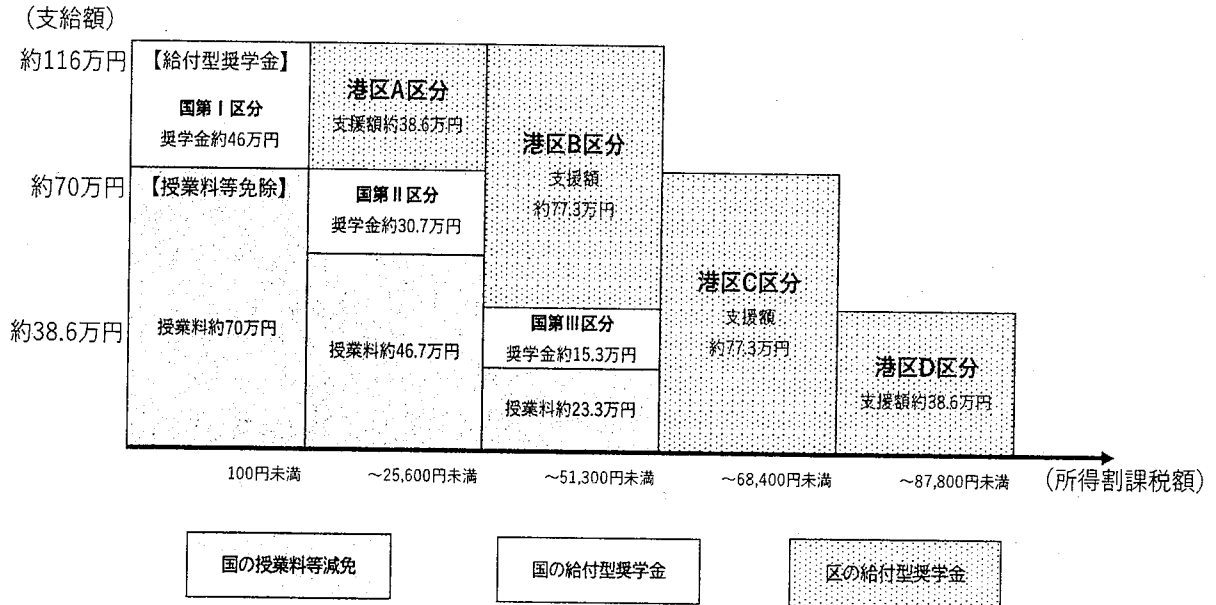 (支給額)
約116万円
【給付型奨学金】
国第Ⅰ区分
奨学金約46万円
港区A区分
支援額約38.6万円
港区B区分
支援額
約77.3万円
約70万円
【授業料等免除】
国第Ⅱ区分
奨学金約30.7万円
港区C区分
支援額
約77.3万円
約38.6万円
授業料約70万円
授業料約46.7万円
国第Ⅲ区分
奨学金約15.3万円
授業料約23.3万円
港区D区分
支援額約38.6万円
100円未満
～25,600円未満
～51,300円未満
～68,400円未満
～87,800円未満
(所得割課税額)
国の授業料等減免
国の給付型奨学金
区の給付型奨学金